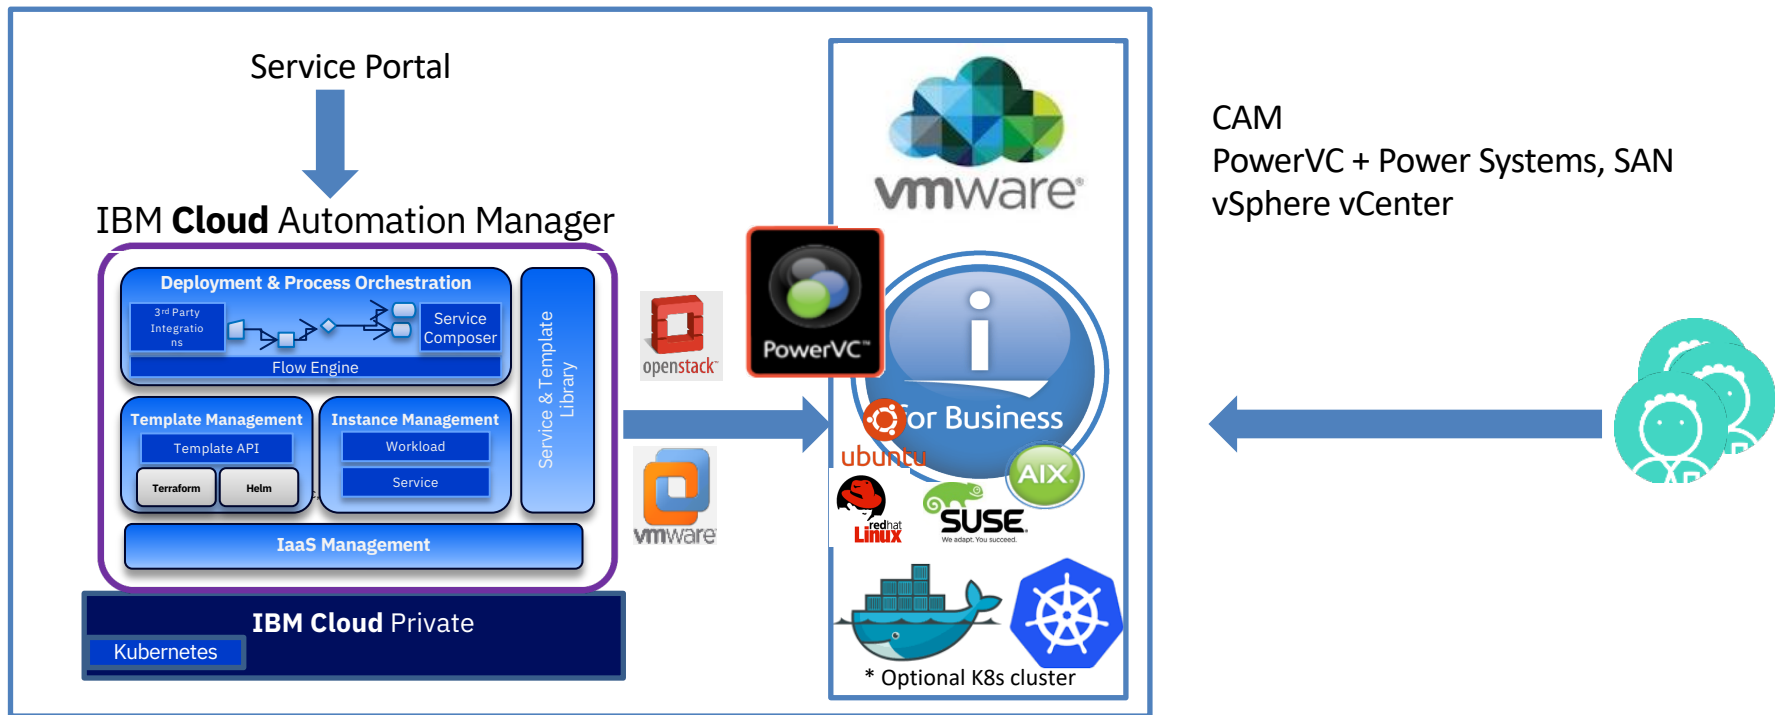 Service Portal
IBM Cloud Automation Manager
Deployment & Process Orchestration
3rd Party
Integratio
ns
Service
Composer
Flow Engine
Template Management
Template API
Terraform
Helm
Instance Management
Workload
Service
Service & Template
Library
IaaS Management
IBM Cloud Private
Kubernetes
openstack™
vmware
vmware®
PowerVC™
i
for Business
ubuntu
AIX
redhat
Linux
SUSE
We adapt. You succeed.
* Optional K8s cluster
CAM
PowerVC + Power Systems, SAN
vSphere vCenter